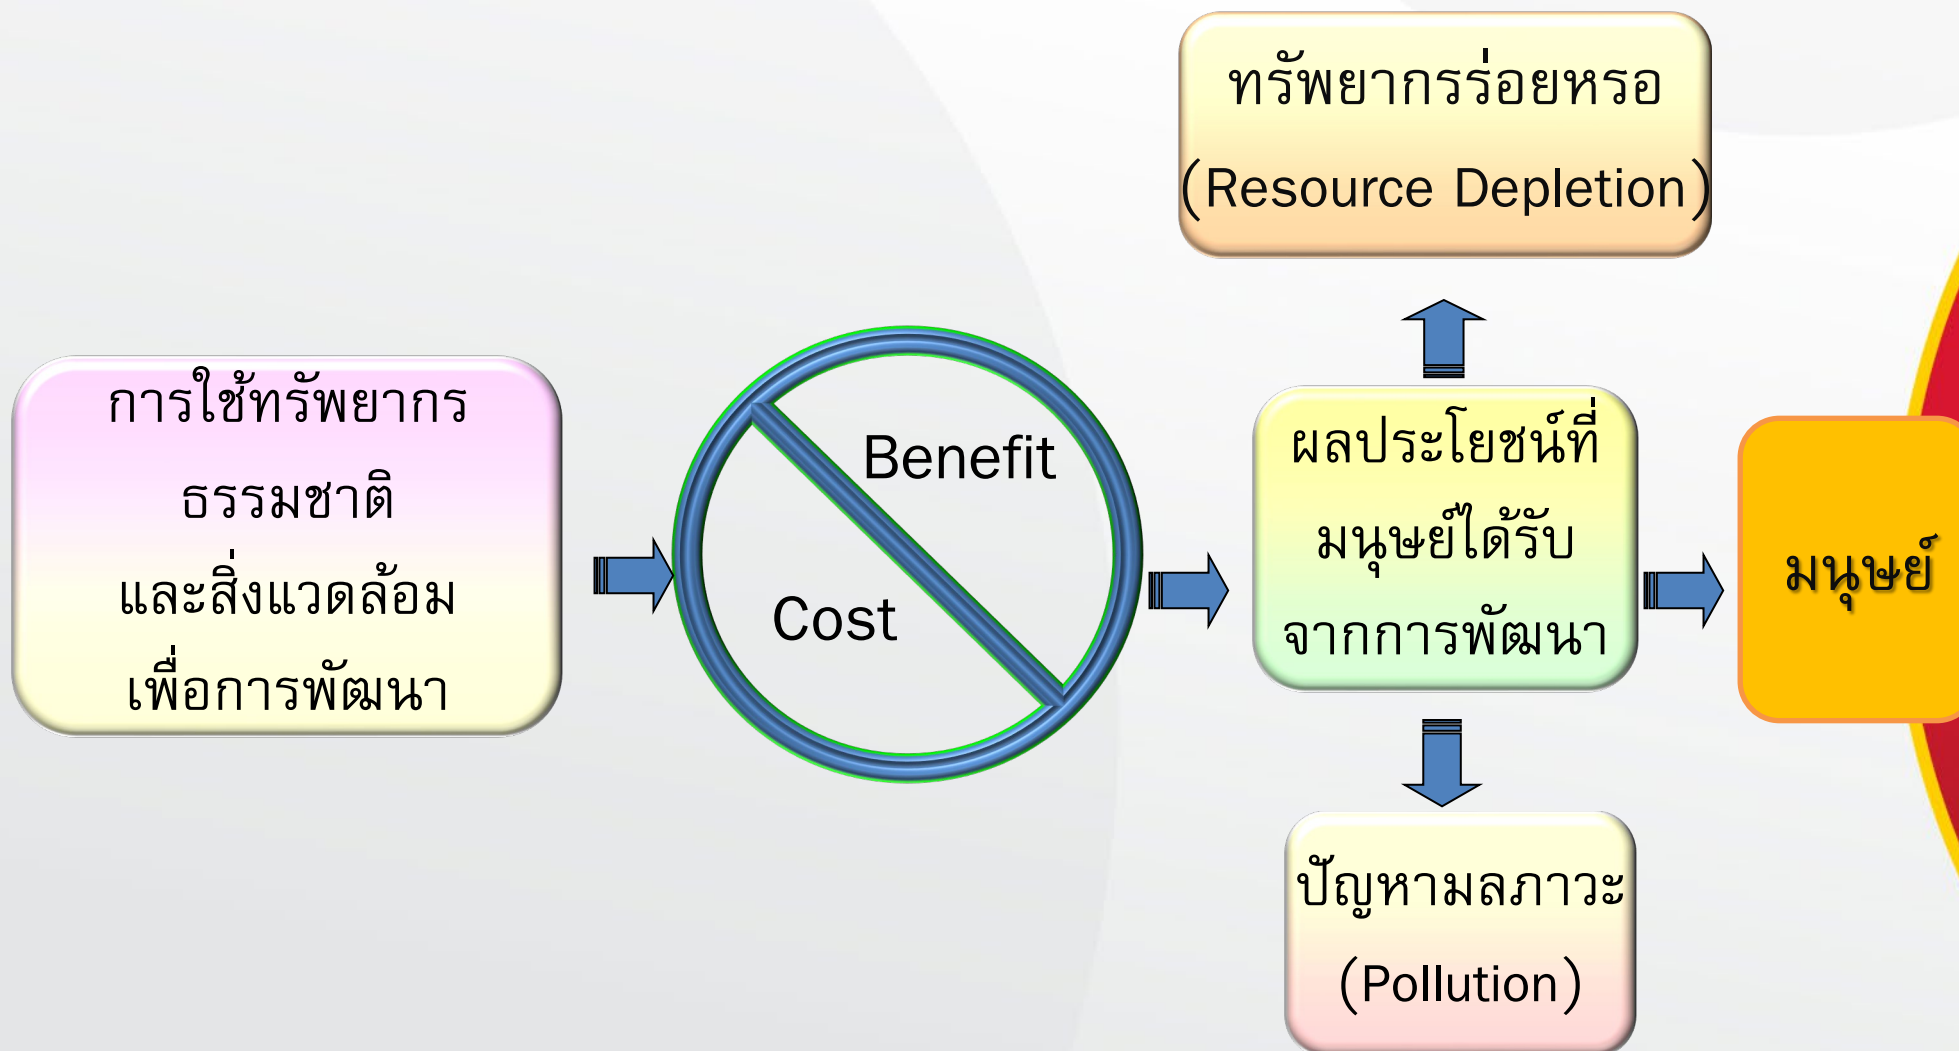 ทรัพยากรร่อยหรอ
(Resource Depletion)
การใช้ทรัพยากร
ธรรมชาติ
และสิ่งแวดล้อม
เพื่อการพัฒนา
Benefit
Cost
ผลประโยชน์ที่
มนุษย์ได้รับ
จากการพัฒนา
มนุษย์
ปัญหามลภาวะ
(Pollution)